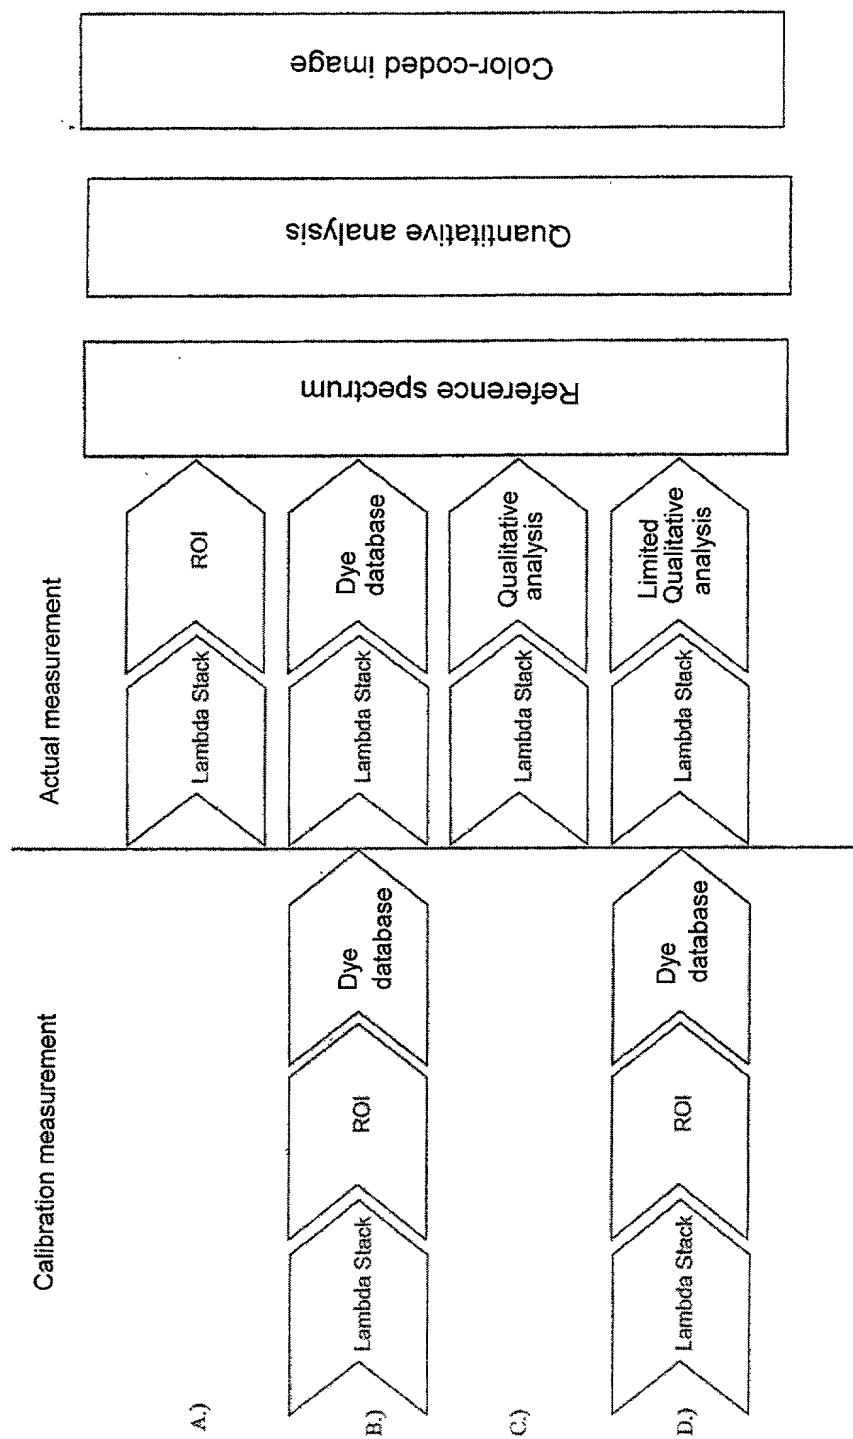 Calibration measurement
Actual measurement
A.)
Lambda Stack
ROI
B.)
Lambda Stack
ROI
Dye
database
Lambda Stack
Dye
database
C.)
Lambda Stack
Qualitative
analysis
D.)
Lambda Stack
ROI
Dye
database
Lambda Stack
Limited
Qualitative
analysis
Reference spectrum
Quantitative analysis
Color-coded image